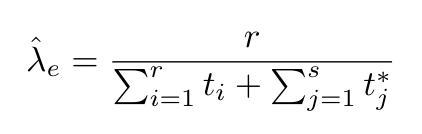 $\hat{\lambda}_e = \frac{r}{\sum_{i=1}^{r} t_i + \sum_{j=1}^{s} t_j^*}$